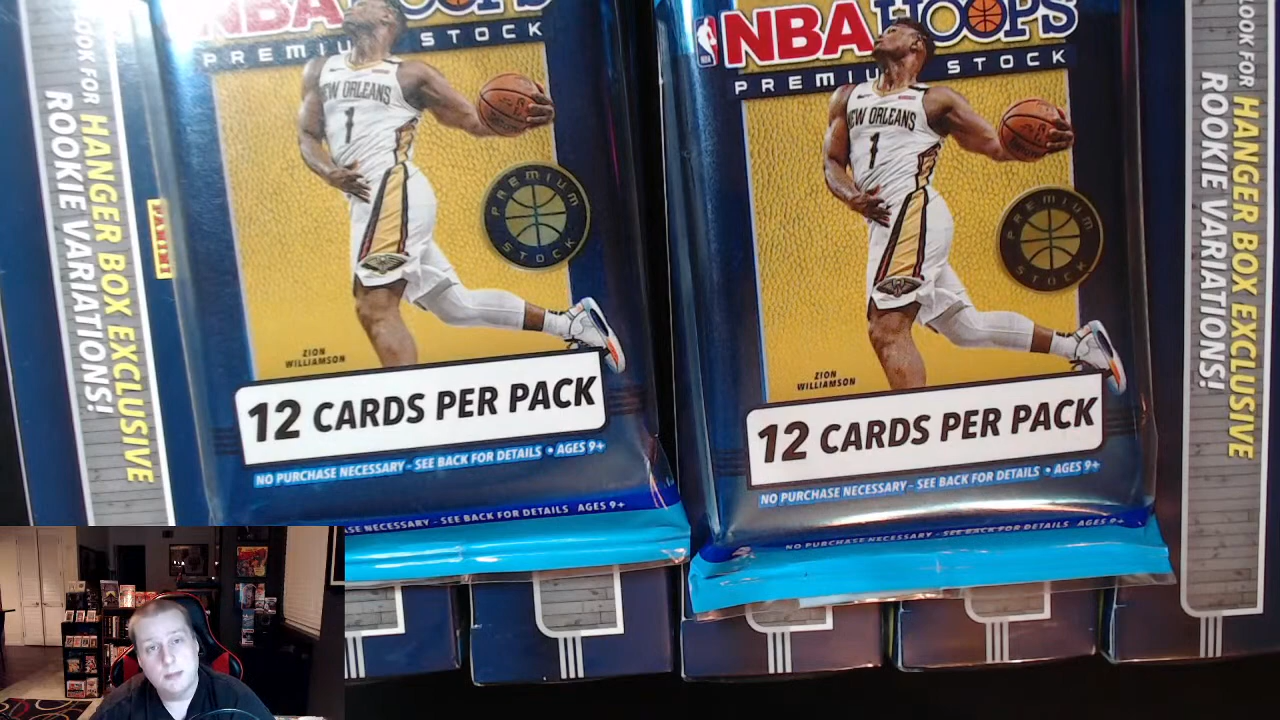 LOOK FOR
HANGER BOX EXCLUSIVE
ROOKIE VARIATIONS!
PANINI
NBA HOOPS
PREMIUM STOCK
NEW ORLEANS
1
PREMIUM
STOCK
ZION
WILLIAMSON
12 CARDS PER PACK
NO PURCHASE NECESSARY - SEE BACK FOR DETAILS • AGES 9+
NECESSARY - SEE BACK FOR DETAILS AGES 9+
NBA
NBA HOOPS
PREMIUM STOCK
NEW ORLEANS
1
PREMIUM
STOCK
ZION
WILLIAMSON
12 CARDS PER PACK
NO PURCHASE NECESSARY - SEE BACK FOR DETAILS • AGES 9+
NO PURCHASE NECESSARY - SEE BACK FOR DETAILS AGES 9+
LOOK FOR
HANGER BOX EXCLUSIVE
ROOKIE VARIATIONS!